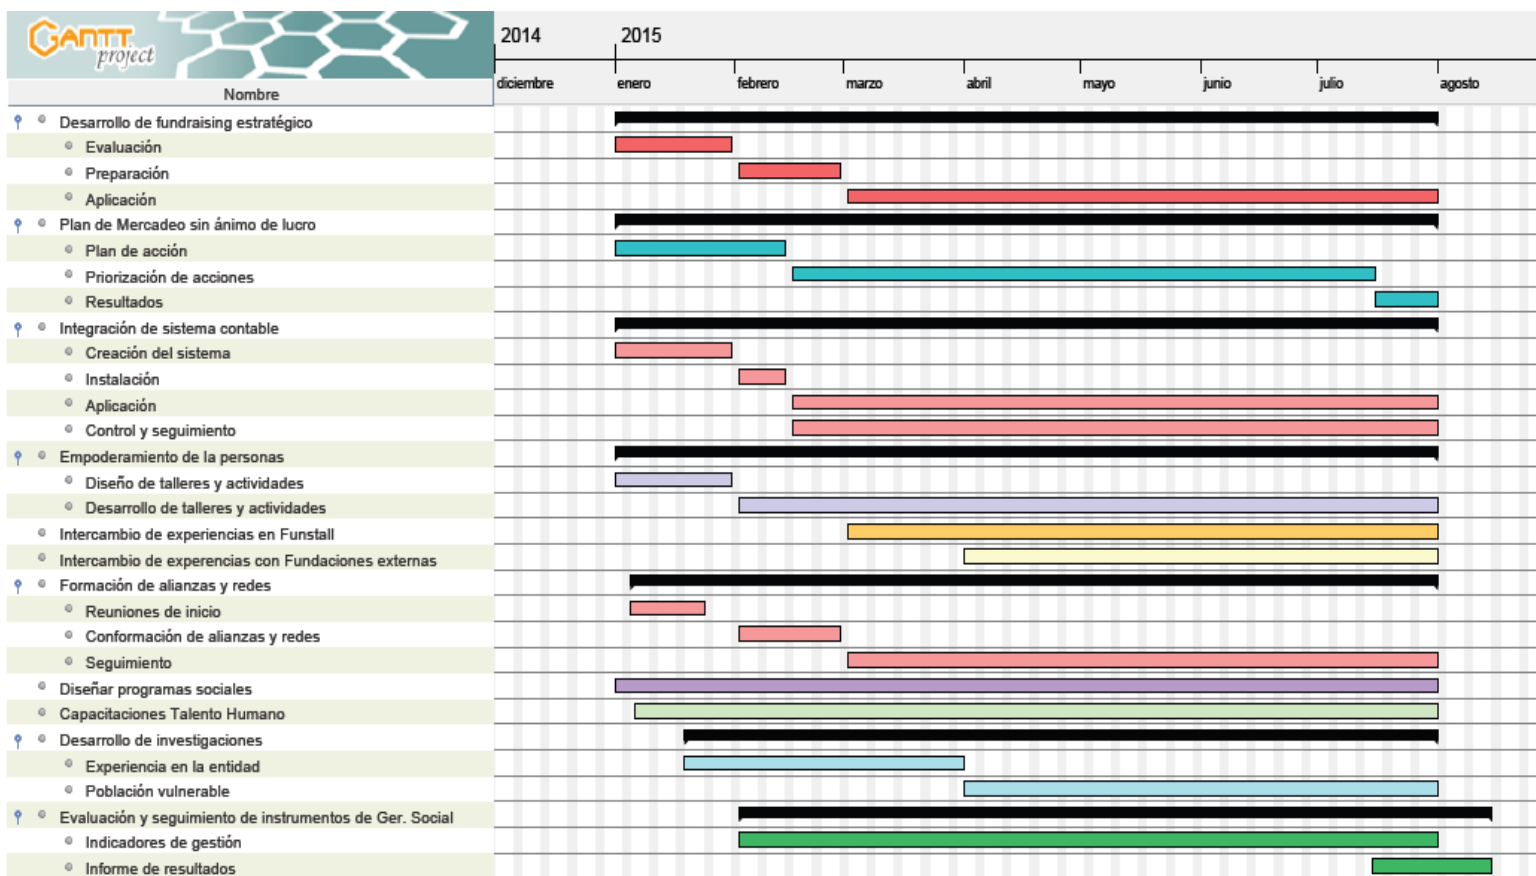 GANTT
project
2014 2015
diciembre enero febrero marzo abril mayo junio julio agosto
Nombre
Desarrollo de fundraising estratégico
Evaluación
Preparación
Aplicación
Plan de Mercadeo sin ánimo de lucro
Plan de acción
Priorización de acciones
Resultados
Integración de sistema contable
Creación del sistema
Instalación
Aplicación
Control y seguimiento
Empoderamiento de la personas
Diseño de talleres y actividades
Desarrollo de talleres y actividades
Intercambio de experiencias en Funstall
Intercambio de experencias con Fundaciones externas
Formación de alianzas y redes
Reuniones de inicio
Conformación de alianzas y redes
Seguimiento
Diseñar programas sociales
Capacitaciones Talento Humano
Desarrollo de investigaciones
Experiencia en la entidad
Población vulnerable
Evaluación y seguimiento de instrumentos de Ger. Social
Indicadores de gestión
Informe de resultados